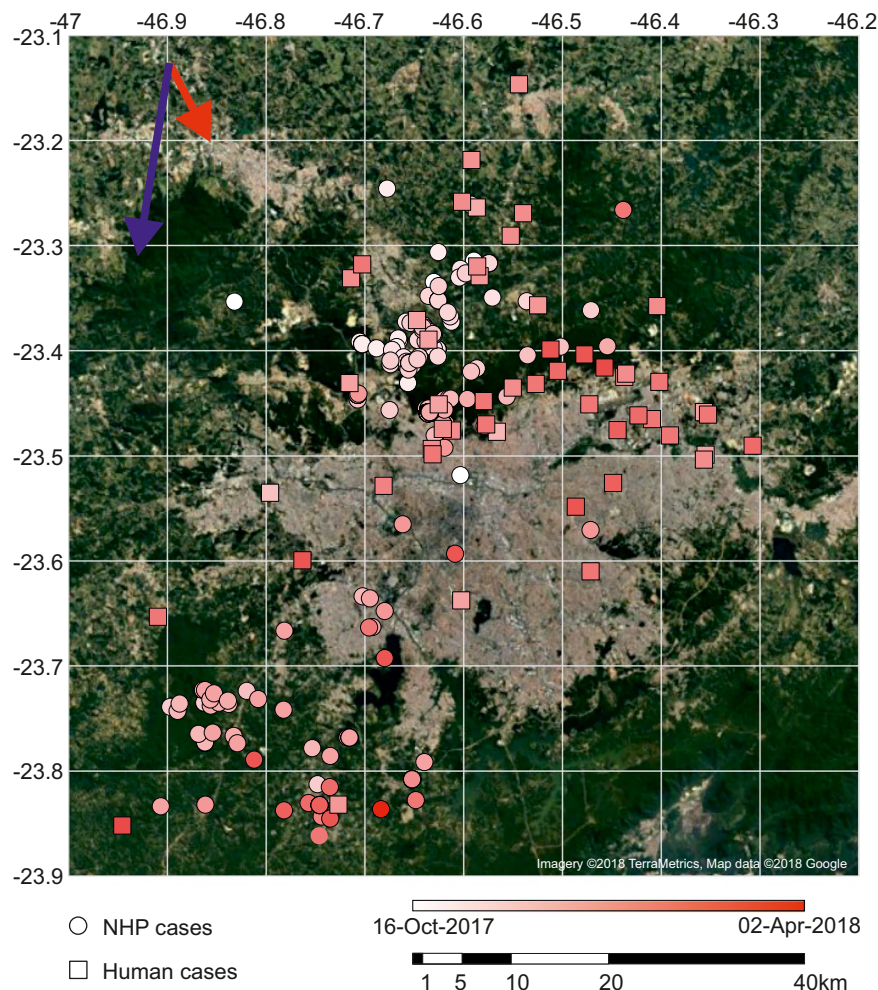 -47 -46.9 -46.8 -46.7 -46.6 -46.5 -46.4 -46.3 -46.2
-23.1
-23.2
-23.3
-23.4
-23.5
-23.6
-23.7
-23.8
-23.9
Imagery ©2018 TerraMetrics, Map data ©2018 Google
NHP cases
16-Oct-2017 02-Apr-2018
Human cases
1 5 10 20 40km